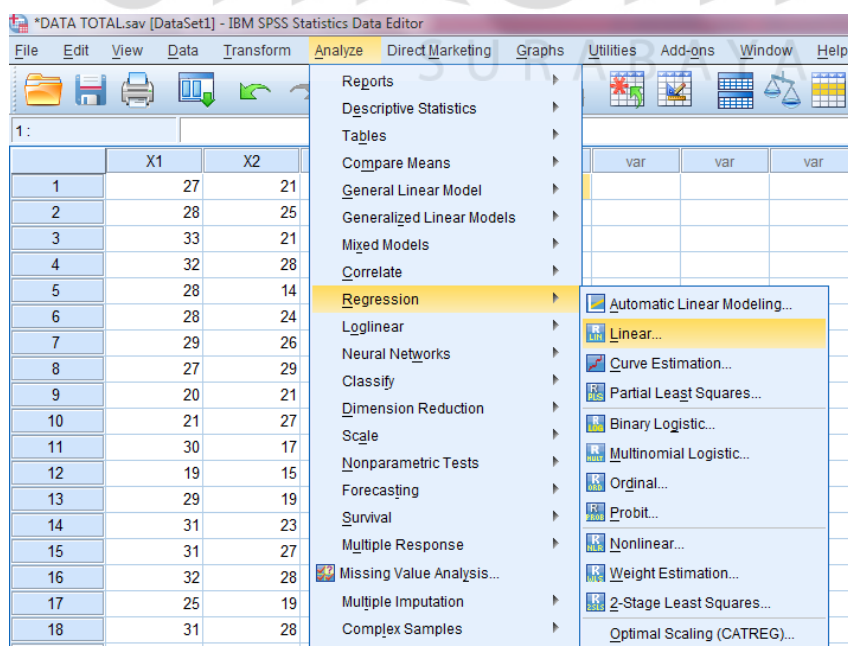 *DATA TOTAL.sav [DataSet1] - IBM SPSS Statistics Data Editor
File Edit View Data Transform Analyze Direct Marketing Graphs Utilities Add-ons Window Help
SURABAYA
1 :
X1 X2 var var var
1 27 21
2 28 25
3 33 21
4 32 28
5 28 14
6 28 24
7 29 26
8 27 29
9 20 21
10 21 27
11 30 17
12 19 15
13 29 19
14 31 23
15 31 27
16 32 28
17 25 19
18 31 28
Reports
Descriptive Statistics
Tables
Compare Means
General Linear Model
Generalized Linear Models
Mixed Models
Correlate
Regression
Loglinear
Neural Networks
Classify
Dimension Reduction
Scale
Nonparametric Tests
Forecasting
Survival
Multiple Response
Missing Value Analysis...
Multiple Imputation
Complex Samples
Automatic Linear Modeling...
Linear...
Curve Estimation...
Partial Least Squares...
Binary Logistic...
Multinomial Logistic...
Ordinal...
Probit...
Nonlinear...
Weight Estimation...
2-Stage Least Squares...
Optimal Scaling (CATREG)...